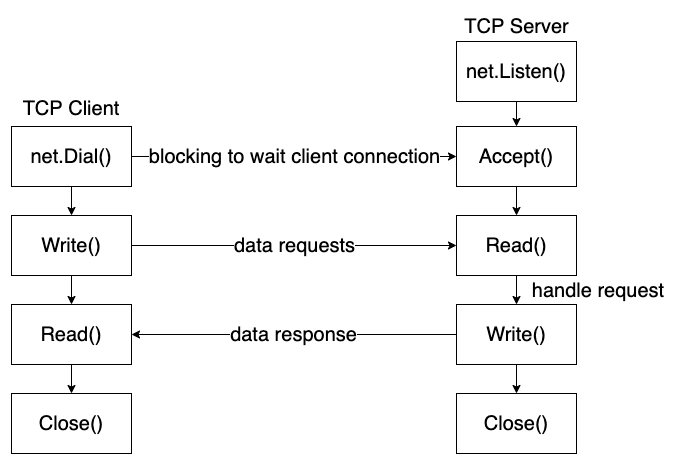 TCP Server
net.Listen()
TCP Client
net.Dial()
blocking to wait client connection
Accept()
Write()
data requests
Read()
handle request
Read()
data response
Write()
Close()
Close()